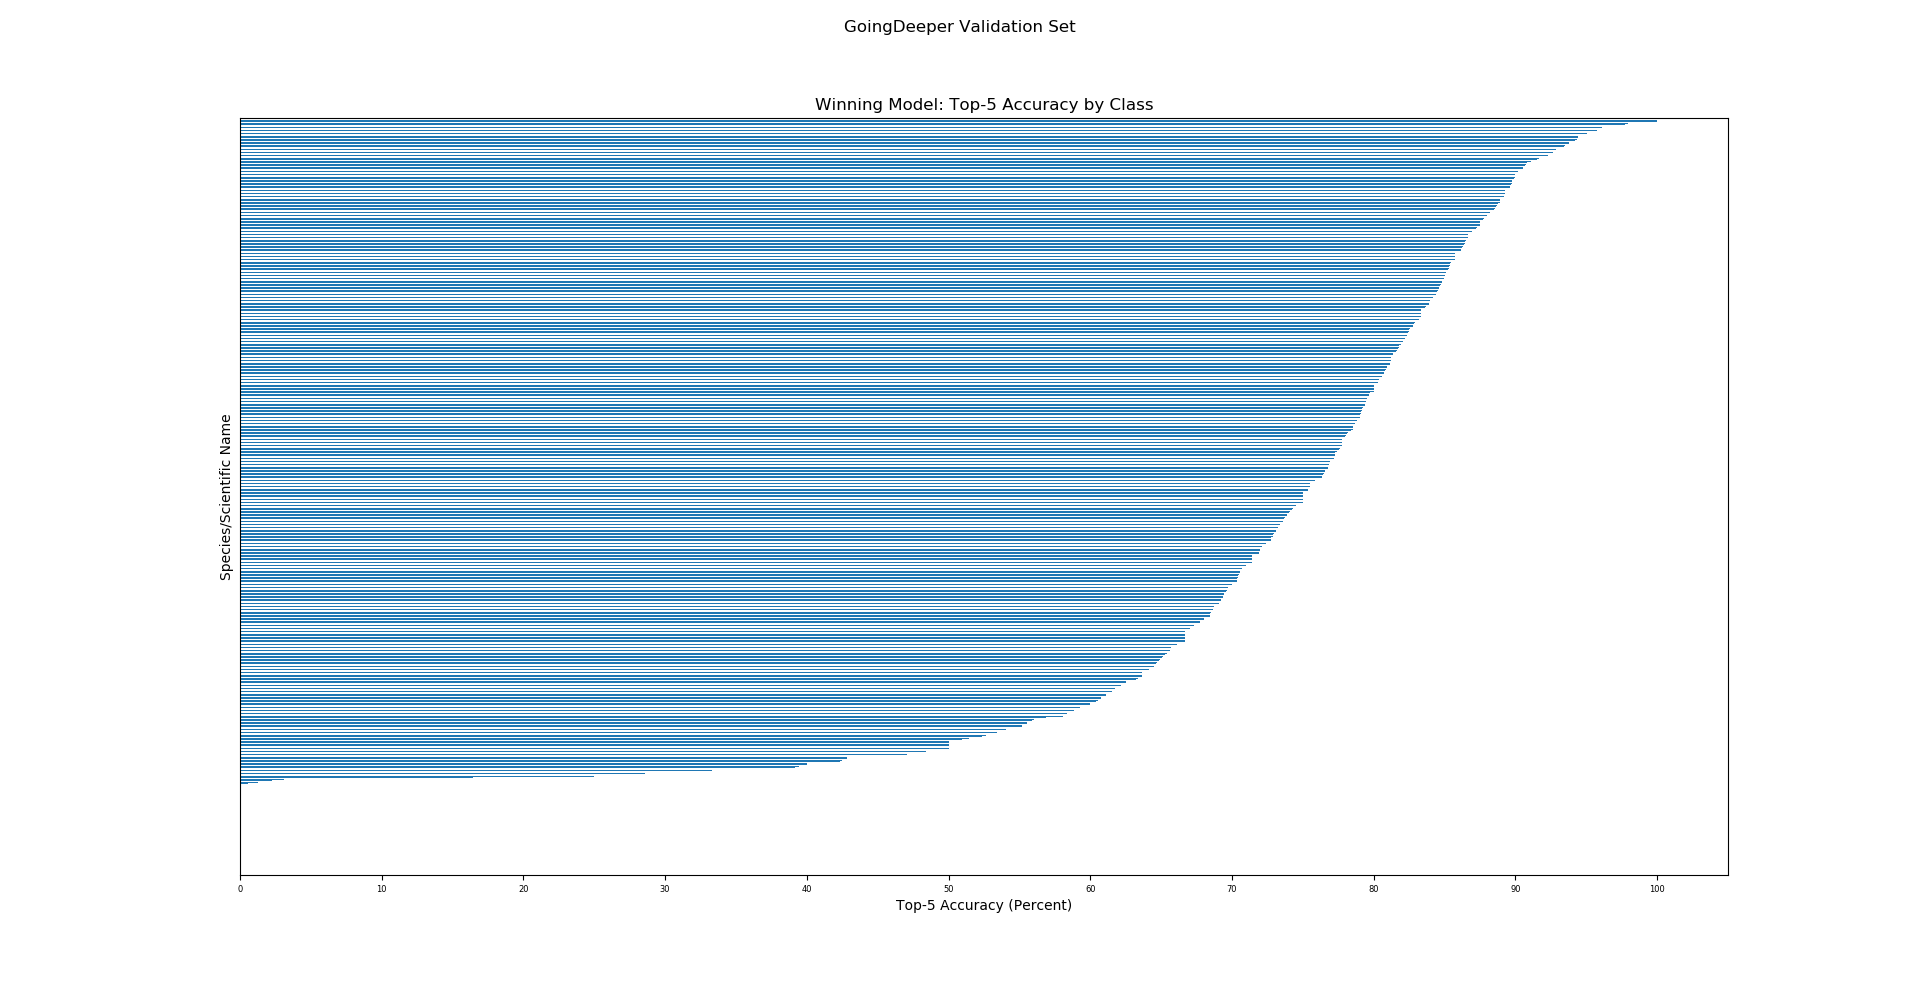 GoingDeeper Validation Set
Winning Model: Top-5 Accuracy by Class
Species/Scientific Name
0 10 20 30 40 50 60 70 80 90 100
Top-5 Accuracy (Percent)